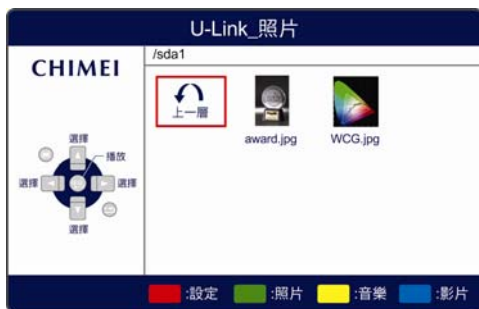 U-Link_照片
/sda1
CHIMEI
上一層
award.jpg
WCG.jpg
選擇
播放
選擇
選擇
選擇
:設定
:照片
:音樂
:影片